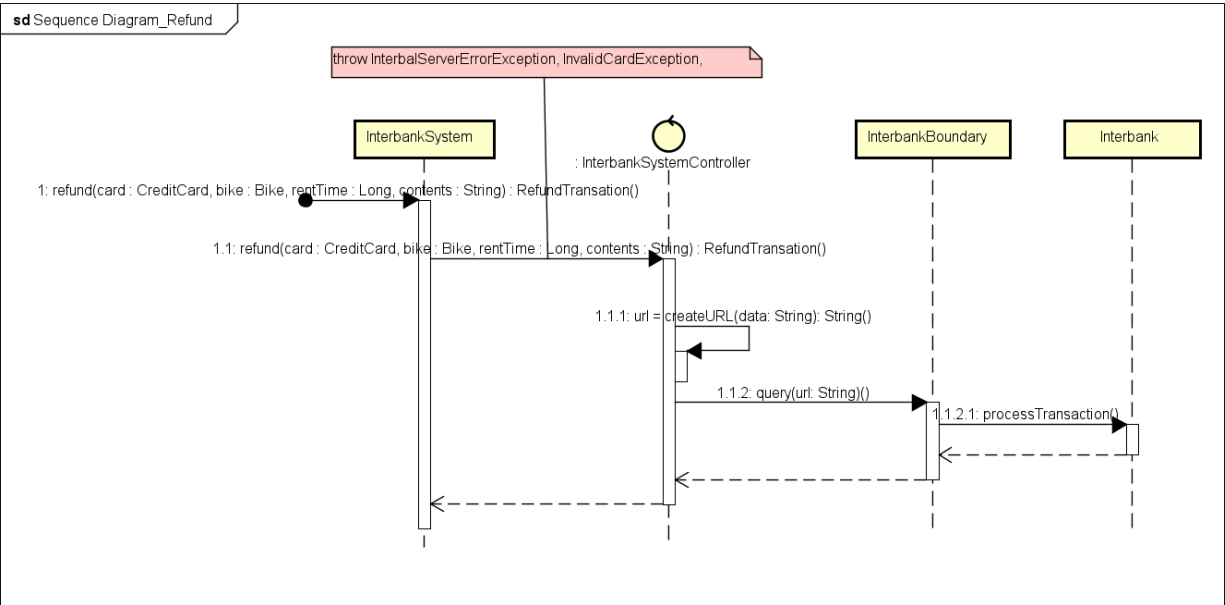 sd Sequence Diagram_Refund
throw InterbalServerErrorException, InvalidCardException,
InterbankSystem
: InterbankSystemController
InterbankBoundary
Interbank
1: refund(card : CreditCard, bike : Bike, rentTime : Long, contents : String) : RefundTransation()
1.1: refund(card : CreditCard, bike : Bike, rentTime : Long, contents : String) : RefundTransation()
1.1.1: url = createURL(data: String): String()
1.1.2: query(url: String)()
1.1.2.1: processTransaction()